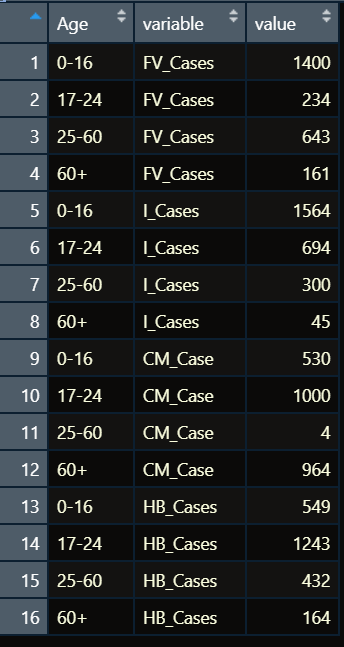 Age variable value
1 0-16 FV_Cases 1400
2 17-24 FV_Cases 234
3 25-60 FV_Cases 643
4 60+ FV_Cases 161
5 0-16 I_Cases 1564
6 17-24 I_Cases 694
7 25-60 I_Cases 300
8 60+ I_Cases 45
9 0-16 CM_Case 530
10 17-24 CM_Case 1000
11 25-60 CM_Case 4
12 60+ CM_Case 964
13 0-16 HB_Cases 549
14 17-24 HB_Cases 1243
15 25-60 HB_Cases 432
16 60+ HB_Cases 164